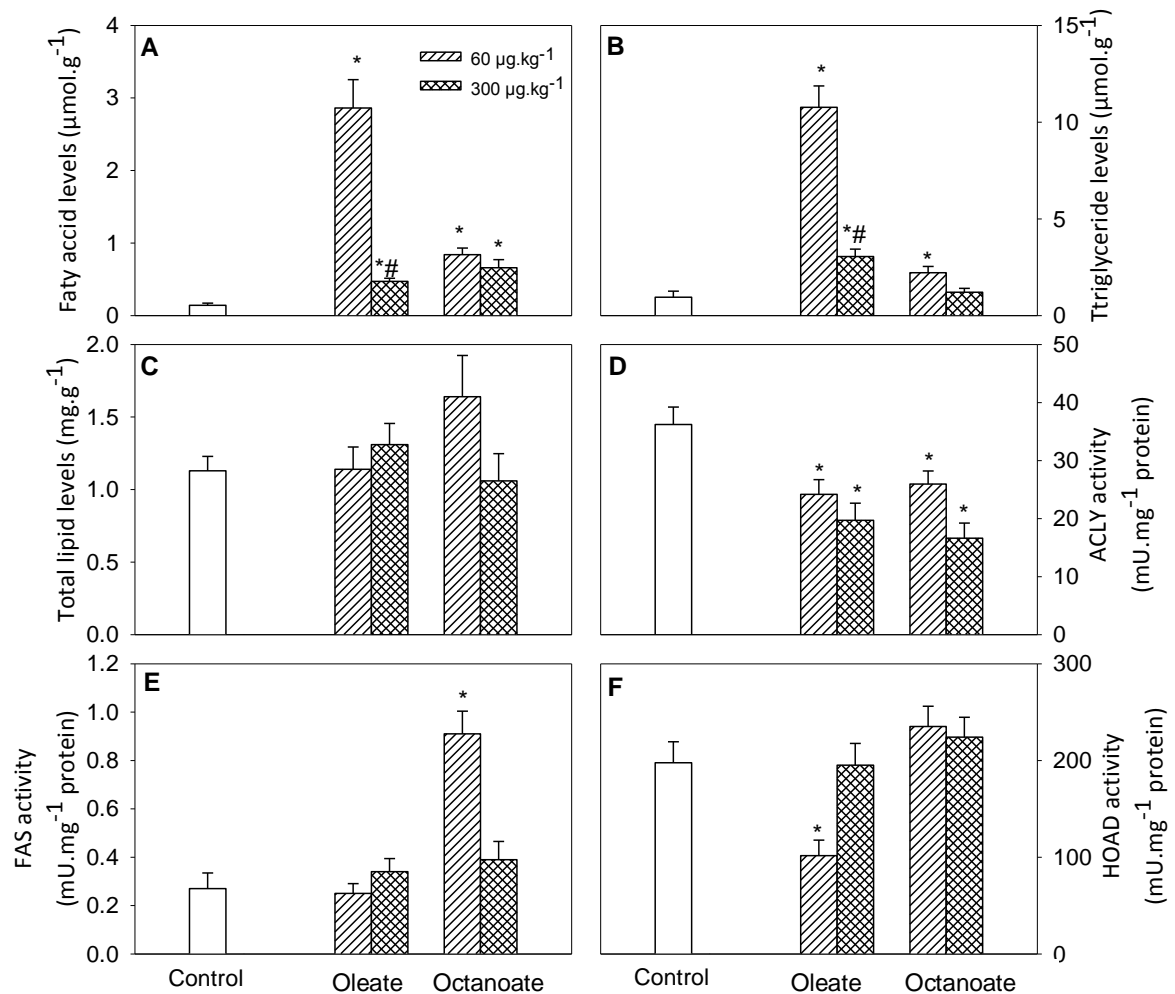 A
60 µg.kg-1
300 µg.kg-1
Faty accid levels (µmol.g-1)
4
3
2
1
0
*
*#
*
*
B
Ttriglyceride levels (µmol.g-1)
15
10
5
0
*
*#
*
C
Total lipid levels (mg.g-1)
2.0
1.5
1.0
0.5
0.0
D
ACLY activity
(mU.mg-1 protein)
50
40
30
20
10
0
*
*
*
*
E
FAS activity
(mU.mg-1 protein)
1.2
1.0
0.8
0.6
0.4
0.2
0.0
*
Control
Oleate
Octanoate
F
HOAD activity
(mU.mg-1 protein)
300
200
100
0
*
Control
Oleate
Octanoate